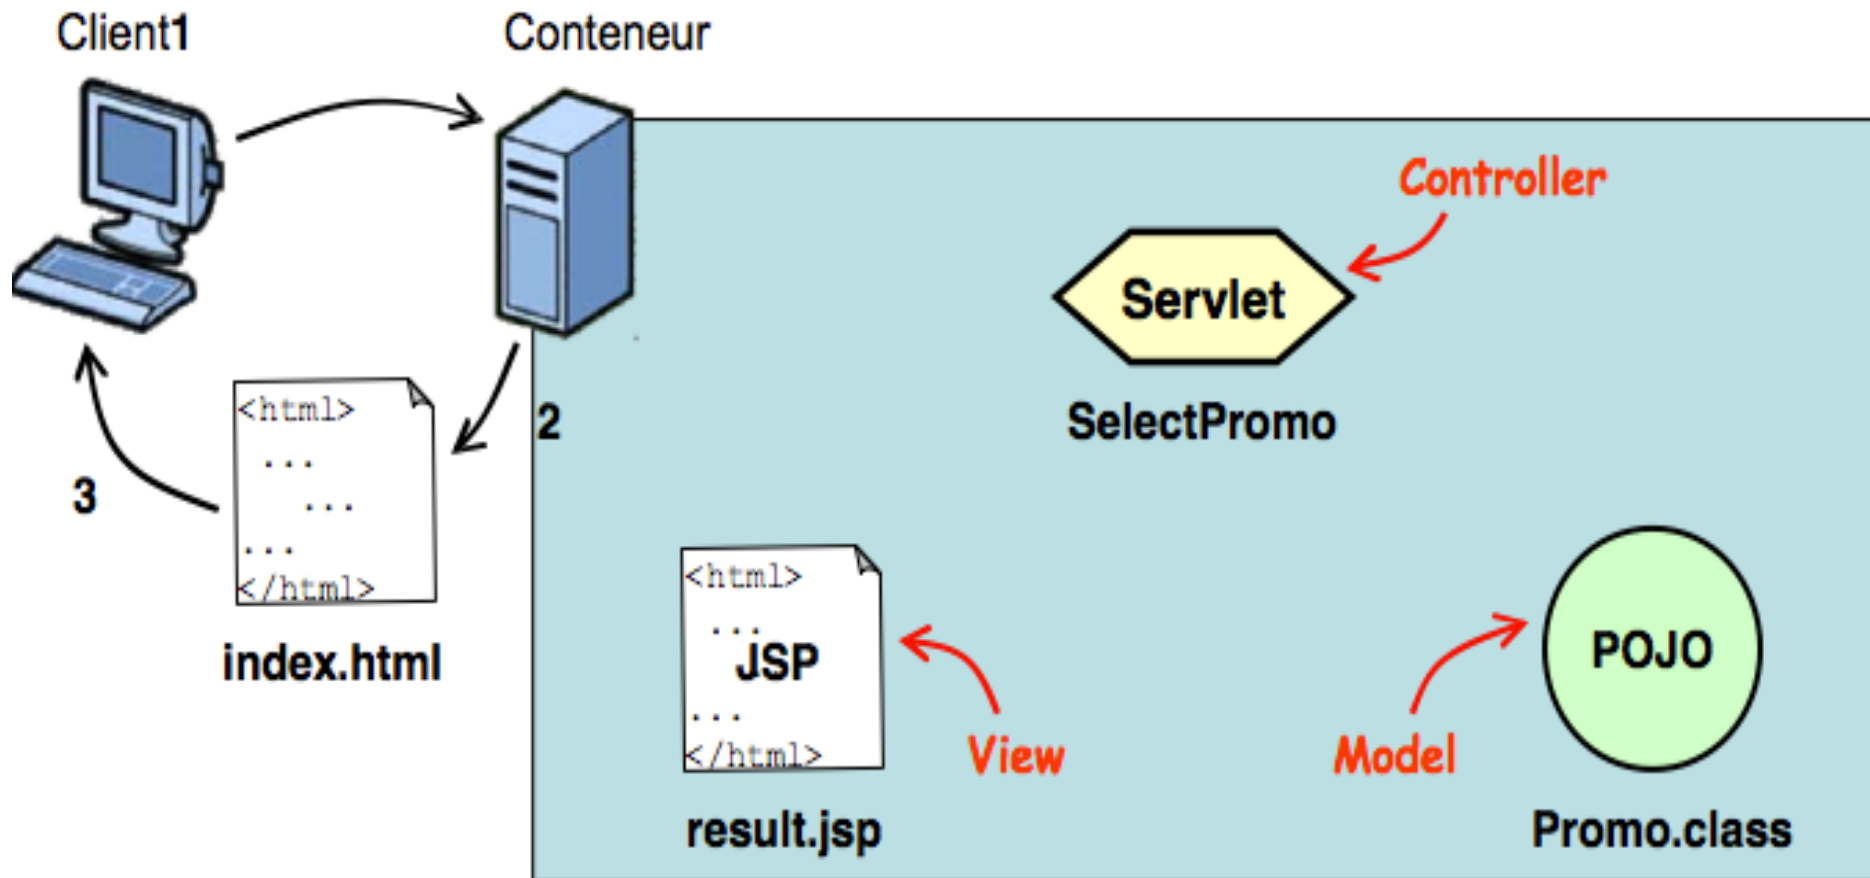 Client1
Conteneur
Controller
Servlet
SelectPromo
2
3
<html>
...
...
...
</html>
index.html
<html>
...
JSP
...
</html>
result.jsp
View
Model
POJO
Promo.class